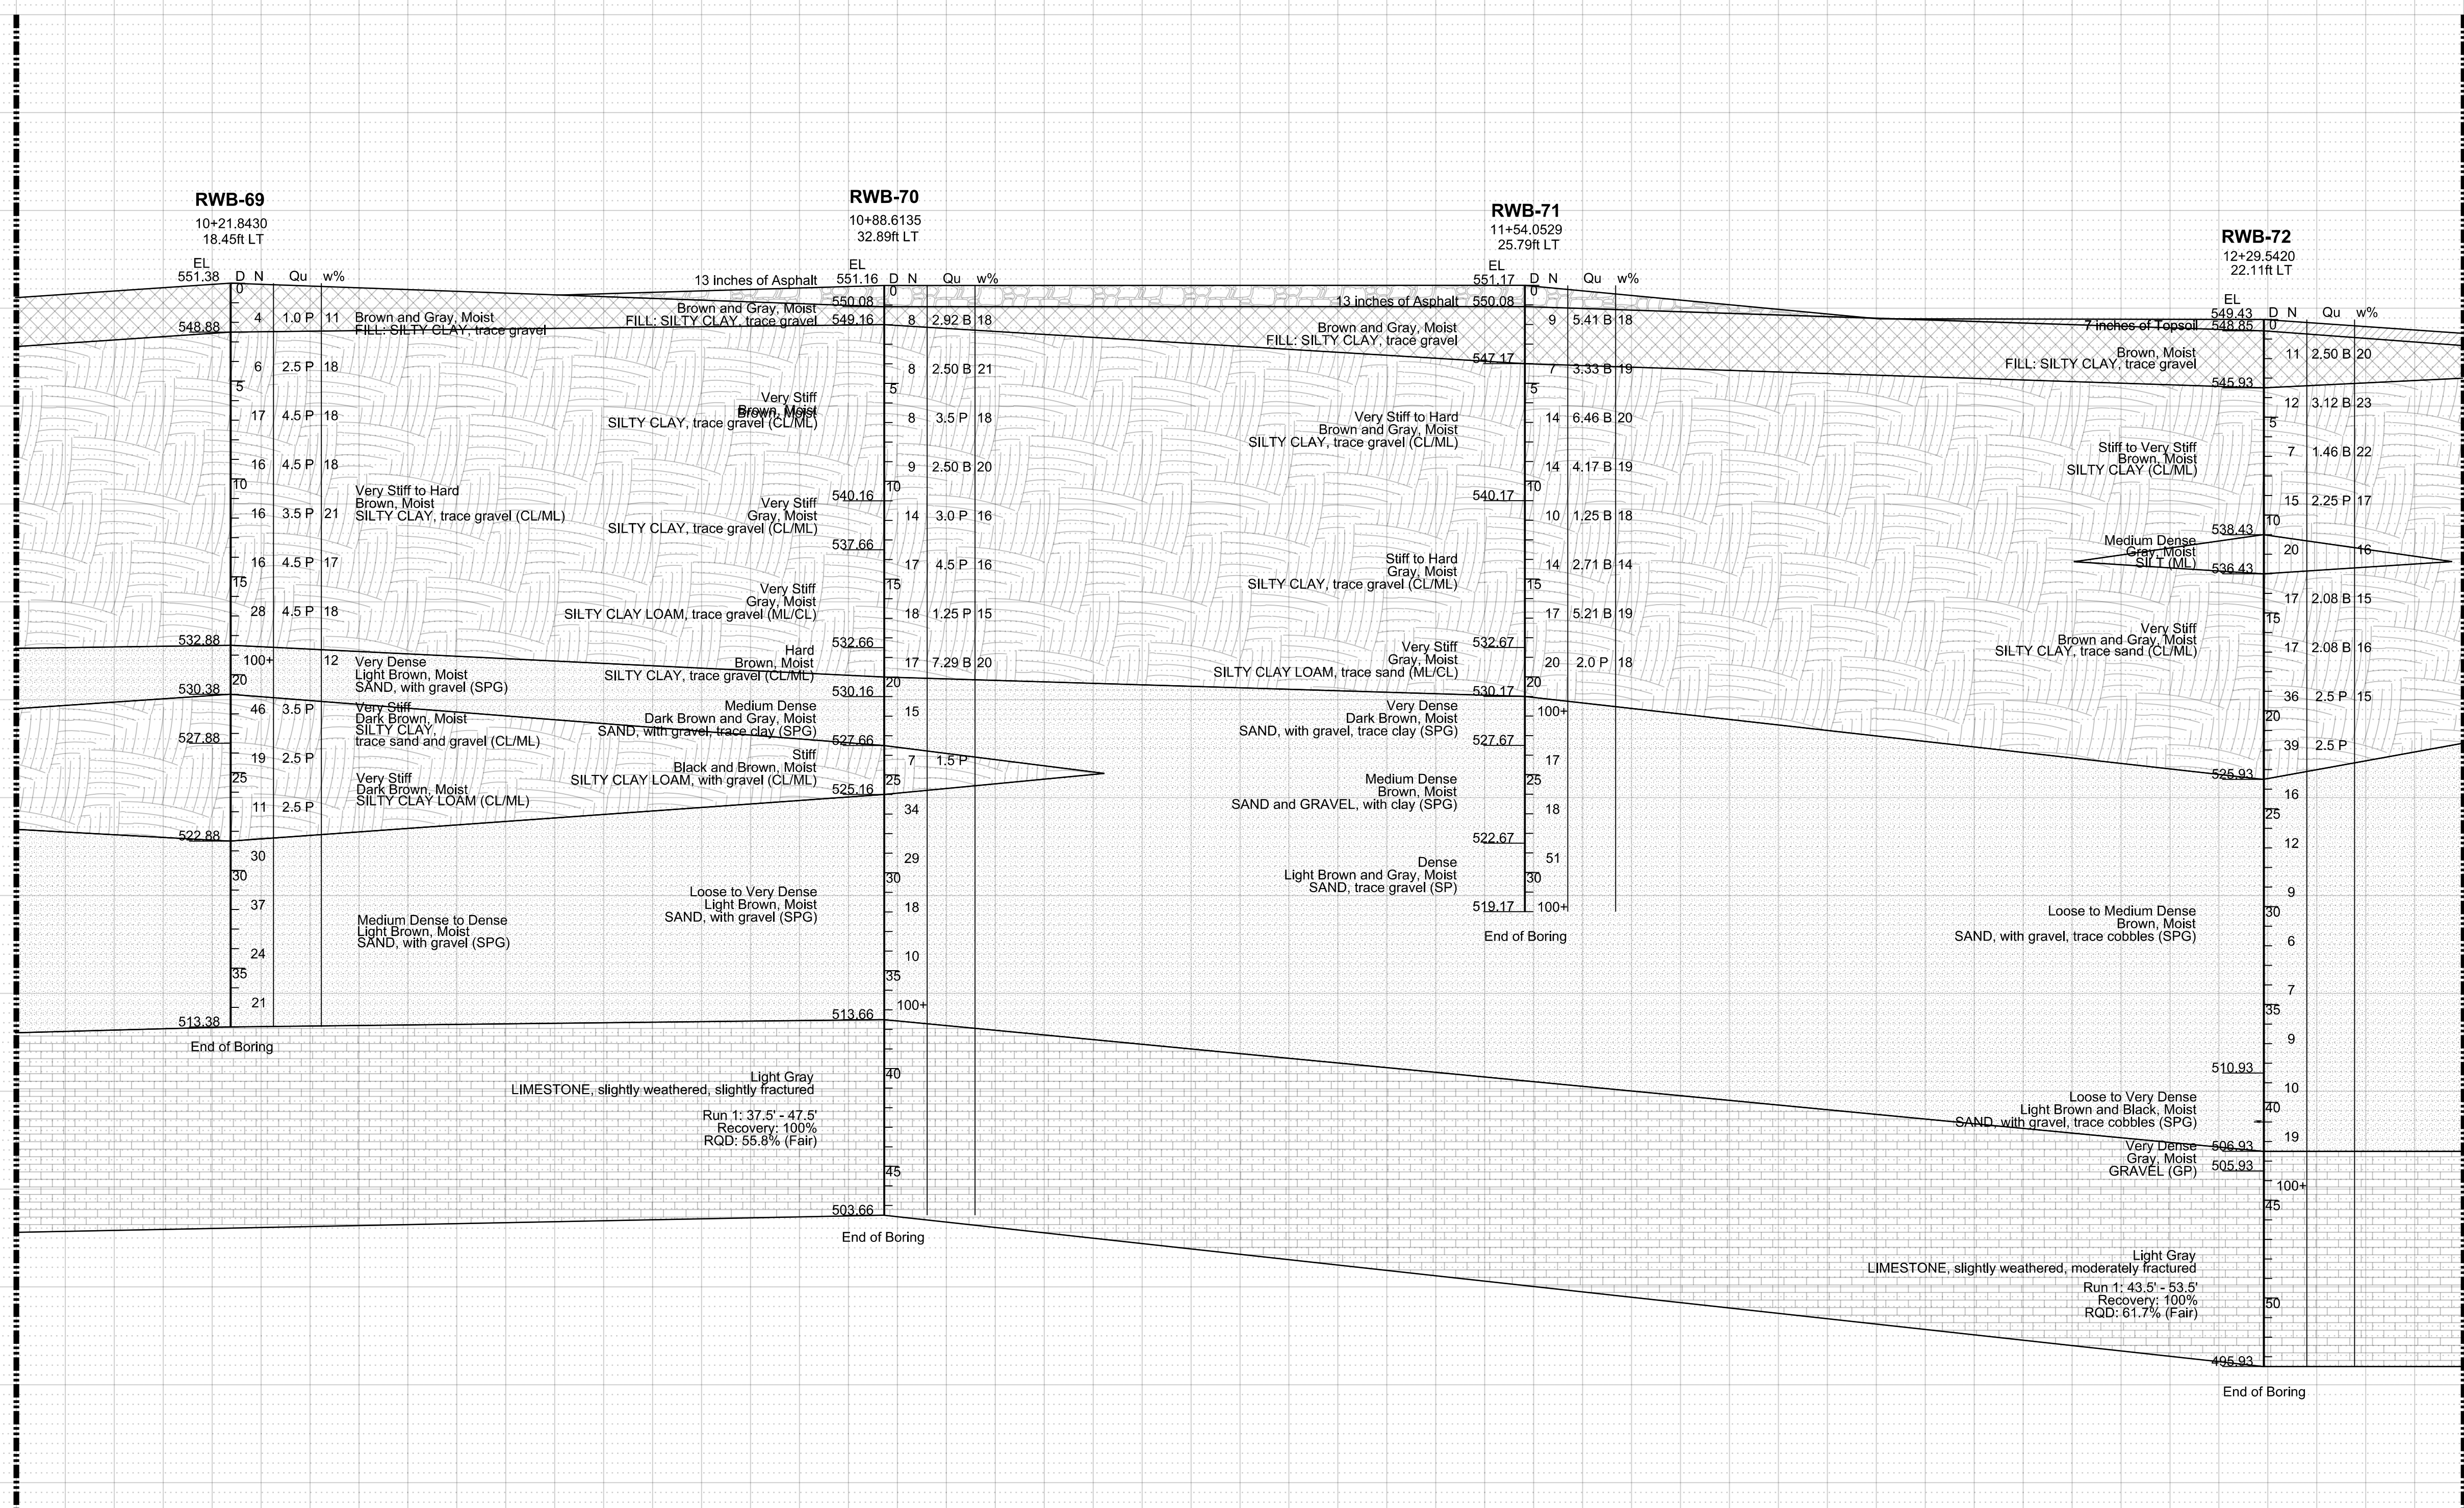 RWB-69
10+21.8430
18.45ft LT
EL
551.38 D N Qu w%
0
4 1.0 P 11 Brown and Gray, Moist
FILL: SILTY CLAY, trace gravel
548.88
6 2.5 P 18
5
17 4.5 P 18
16 4.5 P 18
10
Very Stiff to Hard
Brown, Moist
16 3.5 P 21 SILTY CLAY, trace gravel (CL/ML)
16 4.5 P 17
15
28 4.5 P 18
532.88
100+ 12 Very Dense
Light Brown, Moist
SAND, with gravel (SPG)
20
530.38
46 3.5 P Very Stiff
Dark Brown, Moist
SILTY CLAY,
trace sand and gravel (CL/ML)
527.88
19 2.5 P
25
Very Stiff
Dark Brown, Moist
SILTY CLAY LOAM (CL/ML)
11 2.5 P
522.88
30
30
37
Medium Dense to Dense
Light Brown, Moist
SAND, with gravel (SPG)
24
35
21
513.38
End of Boring
RWB-70
10+88.6135
32.89ft LT
EL
13 inches of Asphalt 551.16 D N Qu w%
0
550.08
Brown and Gray, Moist
FILL: SILTY CLAY, trace gravel 549.16 8 2.92 B 18
8 2.50 B 21
5
Very Stiff
Brown, Moist
Brown, Moist
SILTY CLAY, trace gravel (CL/ML)
8 3.5 P 18
9 2.50 B 20
10
540.16
Very Stiff
Gray, Moist
SILTY CLAY, trace gravel (CL/ML)
14 3.0 P 16
537.66
17 4.5 P 16
15
Very Stiff
Gray, Moist
SILTY CLAY LOAM, trace gravel (ML/CL)
18 1.25 P 15
532.66
Hard
Brown, Moist
SILTY CLAY, trace gravel (CL/ML)
17 7.29 B 20
20
530.16
Medium Dense
Dark Brown and Gray, Moist
SAND, with gravel, trace clay (SPG)
15
527.66
Stiff
Black and Brown, Moist
SILTY CLAY LOAM, with gravel (CL/ML)
7 1.5 P
25
525.16
34
29
30
Loose to Very Dense
Light Brown, Moist
SAND, with gravel (SPG)
18
10
35
100+
513.66
40
Light Gray
LIMESTONE, slightly weathered, slightly fractured
Run 1: 37.5' - 47.5'
Recovery: 100%
RQD: 55.8% (Fair)
45
503.66
End of Boring
RWB-71
11+54.0529
25.79ft LT
EL
551.17 D N Qu w%
0
13 inches of Asphalt 550.08
9 5.41 B 18
Brown and Gray, Moist
FILL: SILTY CLAY, trace gravel
547.17
7 3.33 B 19
5
Very Stiff to Hard
Brown and Gray, Moist
SILTY CLAY, trace gravel (CL/ML)
14 6.46 B 20
14 4.17 B 19
10
540.17
10 1.25 B 18
Stiff to Hard
Gray, Moist
SILTY CLAY, trace gravel (CL/ML)
14 2.71 B 14
15
17 5.21 B 19
532.67
Very Stiff
Gray, Moist
SILTY CLAY LOAM, trace sand (ML/CL)
20 2.0 P 18
20
530.17
Very Dense
Dark Brown, Moist
SAND, with gravel, trace clay (SPG)
100+
527.67
17
25
Medium Dense
Brown, Moist
SAND and GRAVEL, with clay (SPG)
18
522.67
51
Dense
Light Brown and Gray, Moist
SAND, trace gravel (SP)
30
519.17 100+
End of Boring
RWB-72
12+29.5420
22.11ft LT
EL
549.43 D N Qu w%
0
7 inches of Topsoil 548.85
Brown, Moist
FILL: SILTY CLAY, trace gravel
11 2.50 B 20
545.93
12 3.12 B 23
5
Stiff to Very Stiff
Brown, Moist
SILTY CLAY (CL/ML)
7 1.46 B 22
15 2.25 P 17
10
538.43
Medium Dense
Gray, Moist
SILT (ML)
20 16
536.43
17 2.08 B 15
15
Very Stiff
Brown and Gray, Moist
SILTY CLAY, trace sand (CL/ML)
17 2.08 B 16
36 2.5 P 15
20
39 2.5 P
525.93
16
25
12
9
30
Loose to Medium Dense
Brown, Moist
SAND, with gravel, trace cobbles (SPG)
6
7
35
9
510.93
10
40
Loose to Very Dense
Light Brown and Black, Moist
SAND, with gravel, trace cobbles (SPG)
19
506.93
Very Dense
Gray, Moist
GRAVEL (GP)
505.93
100+
45
Light Gray
LIMESTONE, slightly weathered, moderately fractured
Run 1: 43.5' - 53.5'
Recovery: 100%
RQD: 61.7% (Fair)
50
495.93
End of Boring